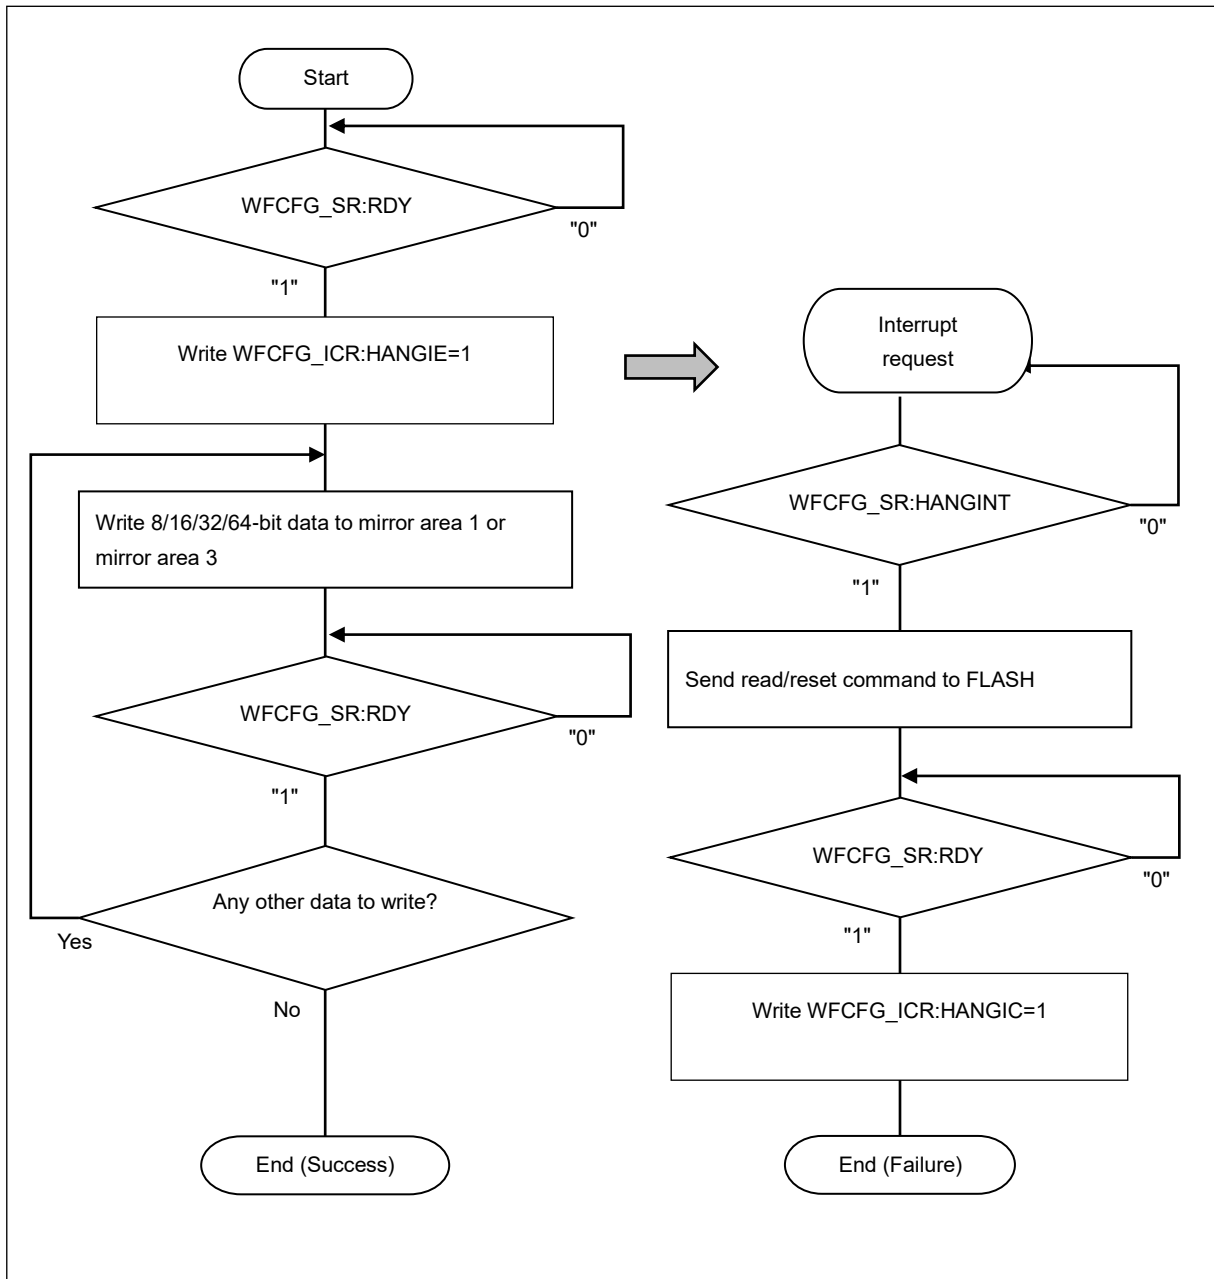 Start
WFCFG_SR:RDY
"0"
"1"
Write WFCFG_ICR:HANGIE=1
Write 8/16/32/64-bit data to mirror area 1 or
mirror area 3
WFCFG_SR:RDY
"0"
"1"
Any other data to write?
Yes
No
End (Success)
Interrupt
request
WFCFG_SR:HANGINT
"0"
"1"
Send read/reset command to FLASH
WFCFG_SR:RDY
"0"
"1"
Write WFCFG_ICR:HANGIC=1
End (Failure)